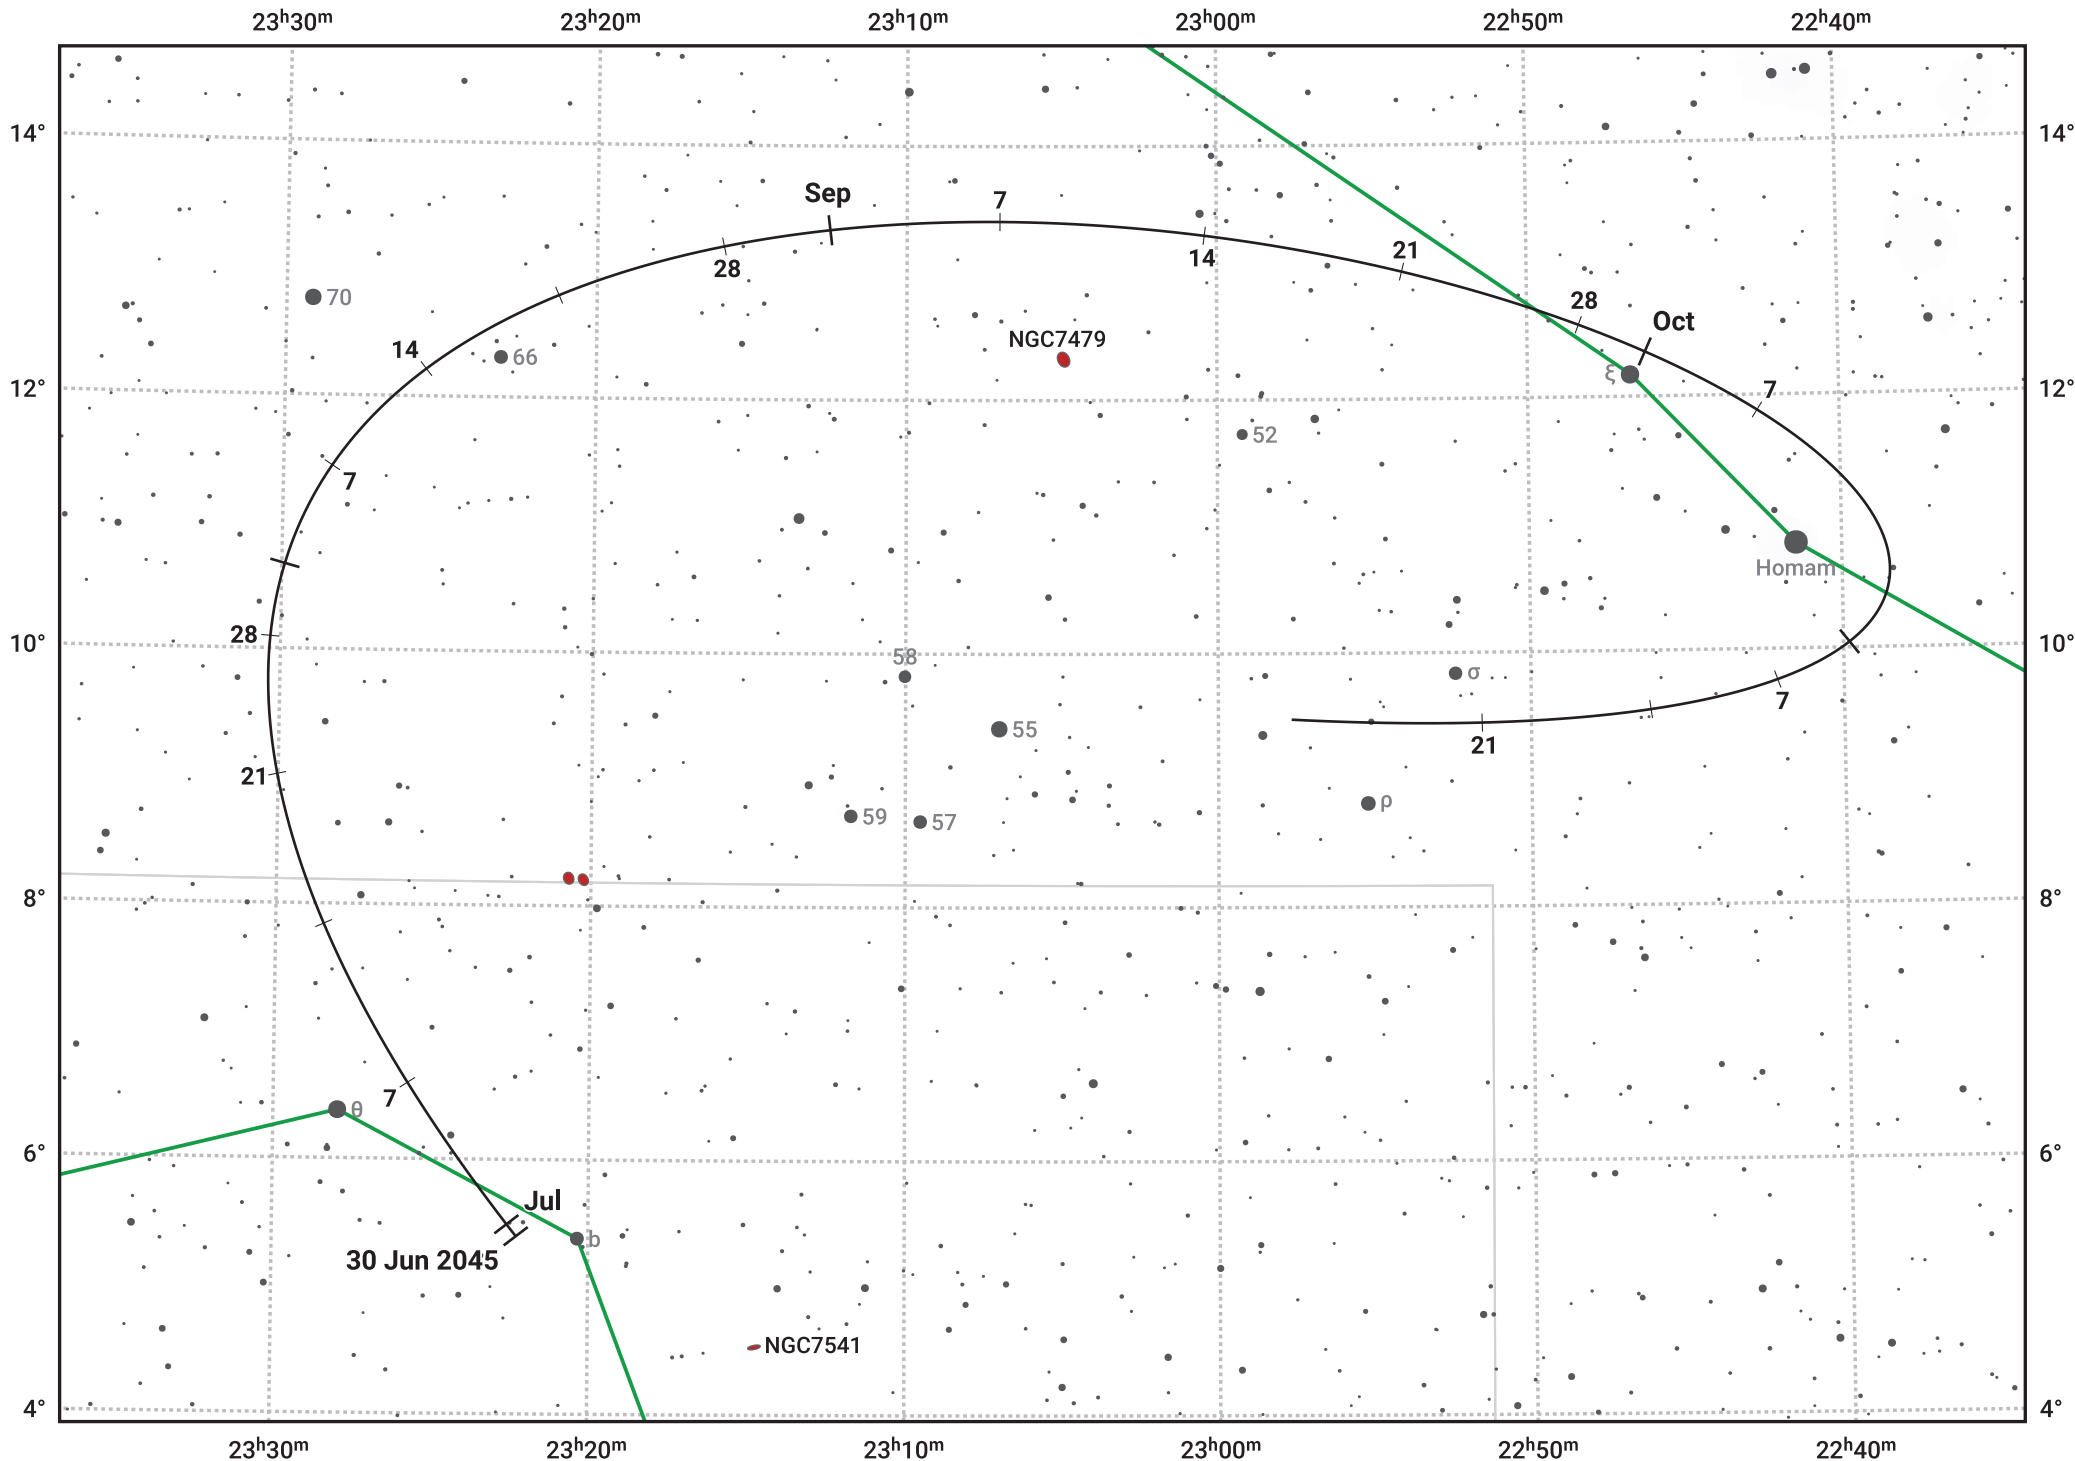 23ʰ30ᵐ 23ʰ20ᵐ 23ʰ10ᵐ 23ʰ00ᵐ 22ʰ50ᵐ 22ʰ40ᵐ
14° 14°
Sep
7
21
14
28
28
70
Oct
NGC7479
14
66
ξ
12° 12°
7
52
7
Homam
28
10° 10°
58
σ
7
55
21
21
ρ
59
57
8° 8°
7
θ
6° 6°
Jul
b
30 Jun 2045
NGC7541
4° 4°
23ʰ30ᵐ 23ʰ20ᵐ 23ʰ10ᵐ 23ʰ00ᵐ 22ʰ50ᵐ 22ʰ40ᵐ